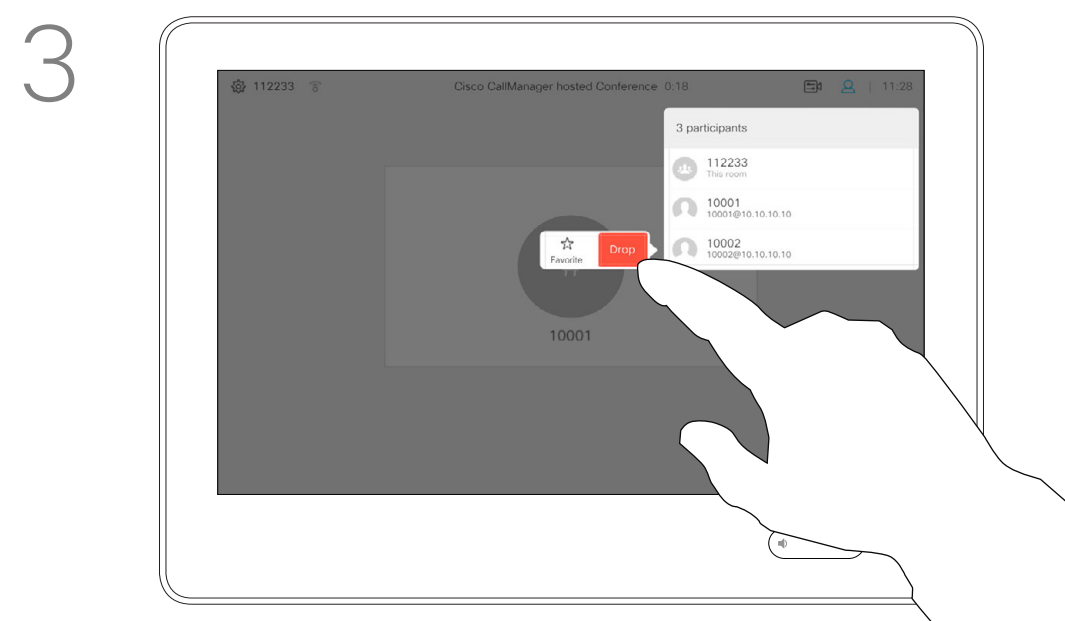 3
112233
Cisco CallManager hosted Conference 0:18
11:28
3 participants
112233
This room
10001
10001@10.10.10.10
10002
10002@10.10.10.10
Favorite
Drop
10001